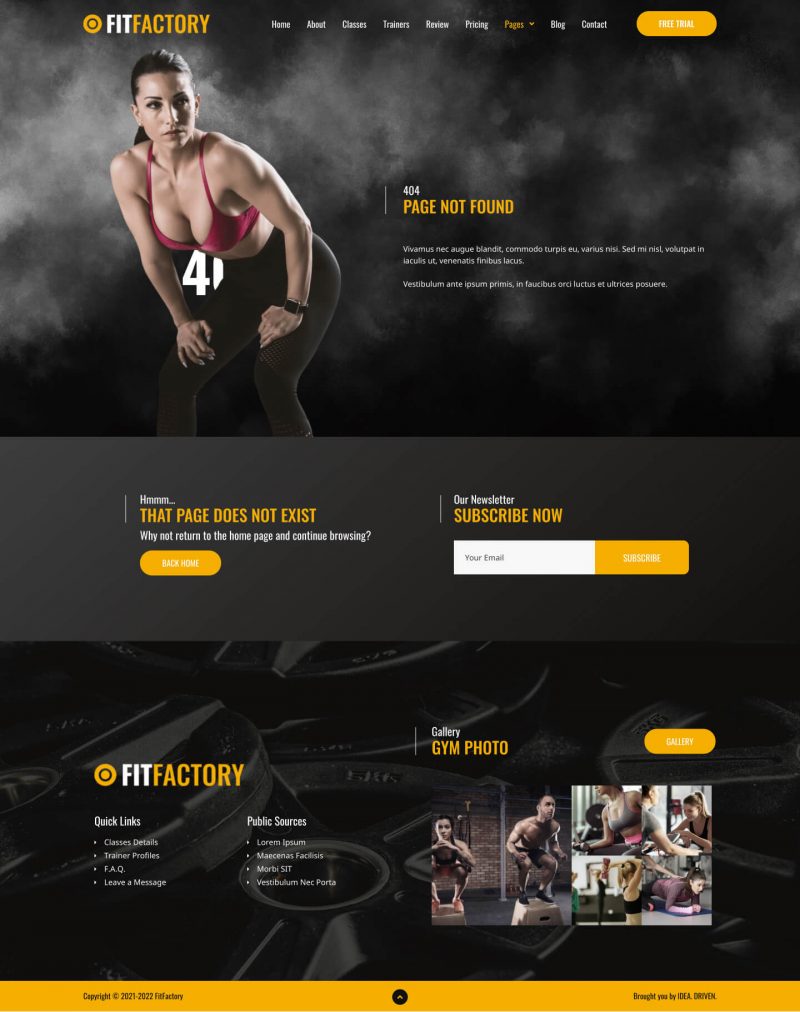 FITFACTORY
Home About Classes Trainers Review Pricing Pages Blog Contact
FREE TRIAL
404
PAGE NOT FOUND
Vivamus nec augue blandit, commodo turpis eu, varius nisi. Sed mi nisl, volutpat in
iaculis ut, venenatis finibus lacus.
Vestibulum ante ipsum primis, in faucibus orci luctus et ultrices posuere.
Hmmm...
THAT PAGE DOES NOT EXIST
Why not return to the home page and continue browsing?
BACK HOME
Our Newsletter
SUBSCRIBE NOW
Your Email
SUBSCRIBE
FITFACTORY
Quick Links
Classes Details
Trainer Profiles
F.A.Q.
Leave a Message
Public Sources
Lorem Ipsum
Maecenas Facilisis
Morbi SIT
Vestibulum Nec Porta
Gallery
GYM PHOTO
GALLERY
Copyright © 2021-2022 FitFactory
Brought you by IDEA. DRIVEN.